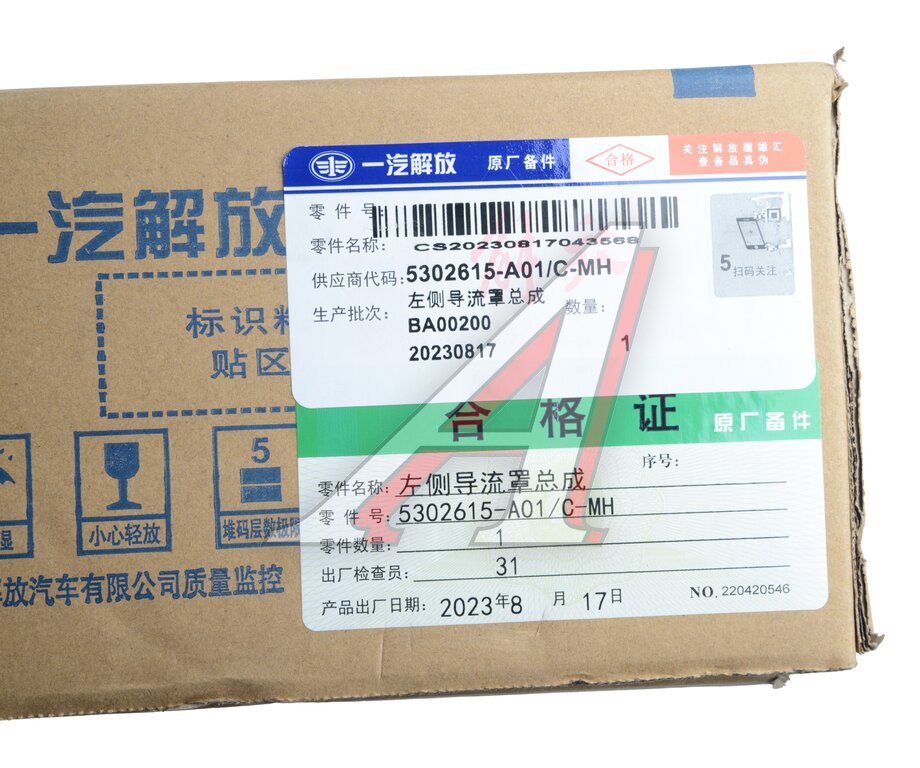 一汽解放
标识
贴区
小心轻放
5
堆码层数极限
湿
放汽车有限公司质量监控
一汽解放 原厂备件 合格 关注解放鹰雄汇
查备品真伪
零件号
零件名称: CS20230817043568
供应商代码: 5302615-A01/C-MH
左侧导流罩总成 数量:
生产批次: BA00200
20230817 1
5 扫码关注
合格证 原厂备件
序号:
零件名称: 左侧导流罩总成
零件号: 5302615-A01/C-MH
零件数量: 1
出厂检查员: 31
产品出厂日期: 2023年8月17日 NO. 220420546